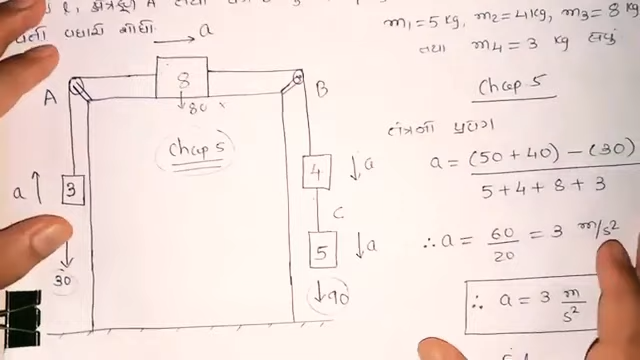 m₁ = 5 kg, m₂ = 4 kg, m₃ = 8 kg
તથા m₄ = 3 kg
a
A
8
B
80
Chap 5
Chap 5
a = (50 + 40) − (30) / 5 + 4 + 8 + 3
a
3
4
a
C
5
a
∴ a = 60 / 20 = 3 m/s²
30
90
∴ a = 3 m/s²